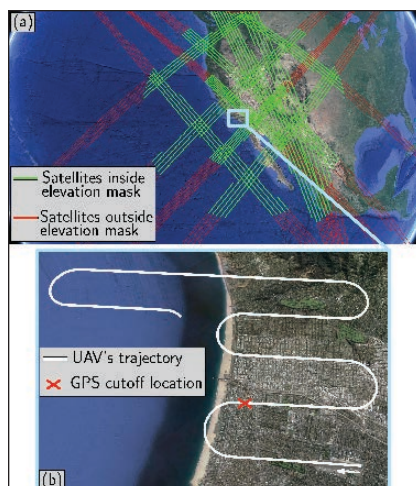 (a)
Satellites inside
elevation mask
Satellites outside
elevation mask
UAV's trajectory
GPS cutoff location
(b)